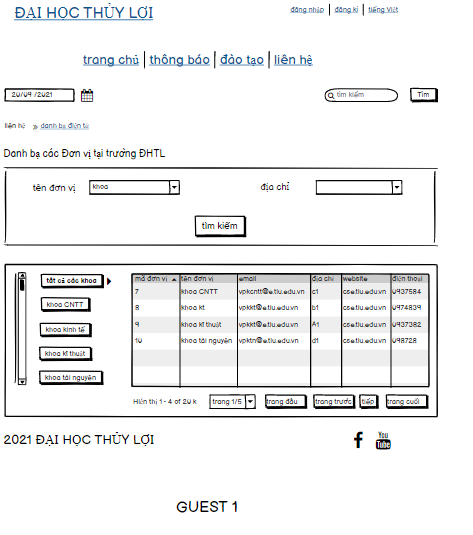 ĐẠI HỌC THỦY LỢI
đăng nhập | đăng kí | tiếng Việt
trang chủ | thông báo | đào tạo | liên hệ
20/09 /2021
tìm kiếm
Tìm
liên hệ » danh bạ điện tử
Danh bạ các Đơn vị tại trường ĐHTL
tên đơn vị khoa địa chỉ
tìm kiếm
tất cả các khoa
khoa CNTT
khoa kinh tế
khoa kĩ thuật
khoa tài nguyên
mã đơn vị tên đơn vị email địa chỉ website điện thoại
7 khoa CNTT vpkcntt@e.tlu.edu.vn c1 cse.tlu.edu.vn 0937584
8 khoa kt vpkkt@e.tlu.edu.vn b1 cse.tlu.edu.vn 0974839
9 khoa kĩ thuật vpkkt@e.tlu.edu.vn A1 cse.tlu.edu.vn 0937382
10 khoa tài nguyên vpktn@e.tlu.edu.vn d1 cse.tlu.edu.vn 098728
Hiển thị 1 - 4 of 20 k trang 1/5 trang đầu trang trước tiếp trang cuối
2021 ĐẠI HỌC THỦY LỢI
f You Tube
GUEST 1